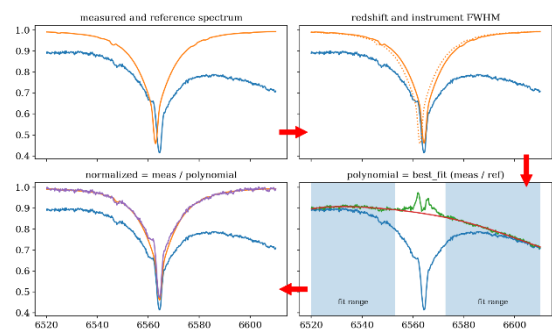 measured and reference spectrum
redshift and instrument FWHM
1.0
0.9
0.8
0.7
0.6
0.5
0.4
normalized = meas / polynomial
polynomial = best_fit (meas / ref)
1.0
0.9
0.8
0.7
0.6
0.5
0.4
fit range
fit range
6520 6540 6560 6580 6600
6520 6540 6560 6580 6600